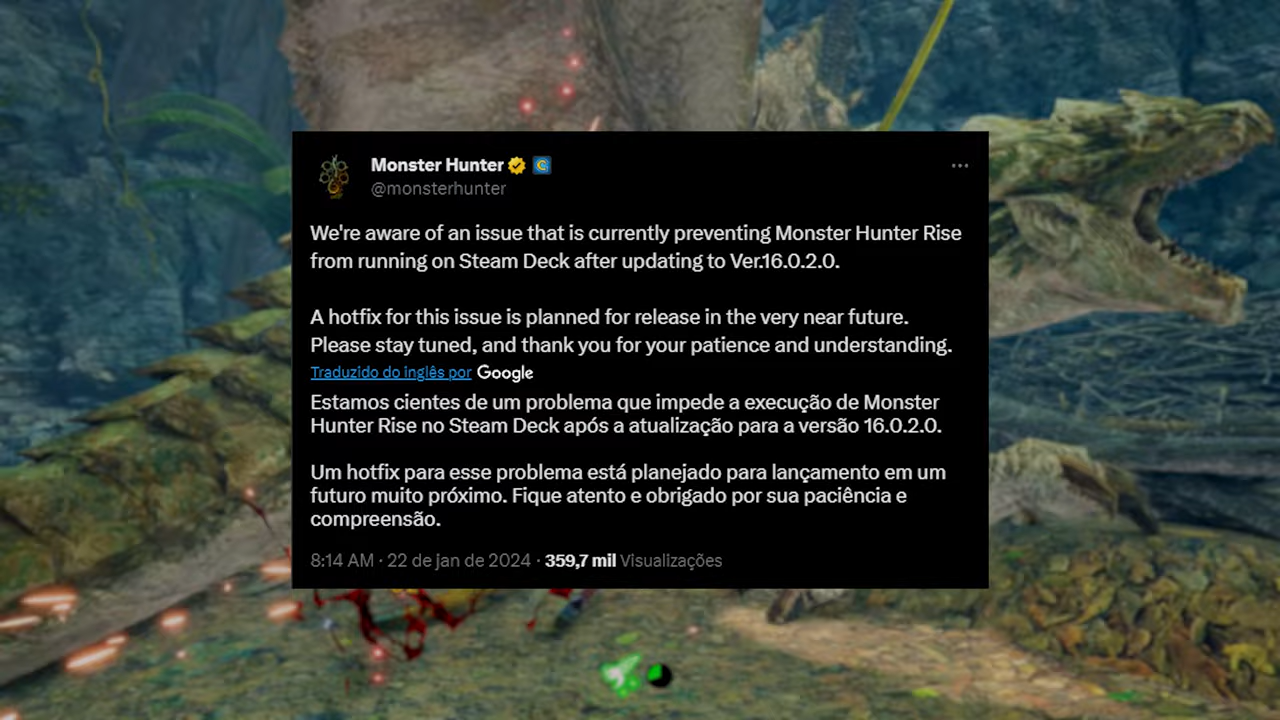 Monster Hunter
@monsterhunter
We're aware of an issue that is currently preventing Monster Hunter Rise
from running on Steam Deck after updating to Ver.16.0.2.0.
A hotfix for this issue is planned for release in the very near future.
Please stay tuned, and thank you for your patience and understanding.
Traduzido do inglês por Google
Estamos cientes de um problema que impede a execução de Monster
Hunter Rise no Steam Deck após a atualização para a versão 16.0.2.0.
Um hotfix para esse problema está planejado para lançamento em um
futuro muito próximo. Fique atento e obrigado por sua paciência e
compreensão.
8:14 AM · 22 de jan de 2024 · 359,7 mil Visualizações